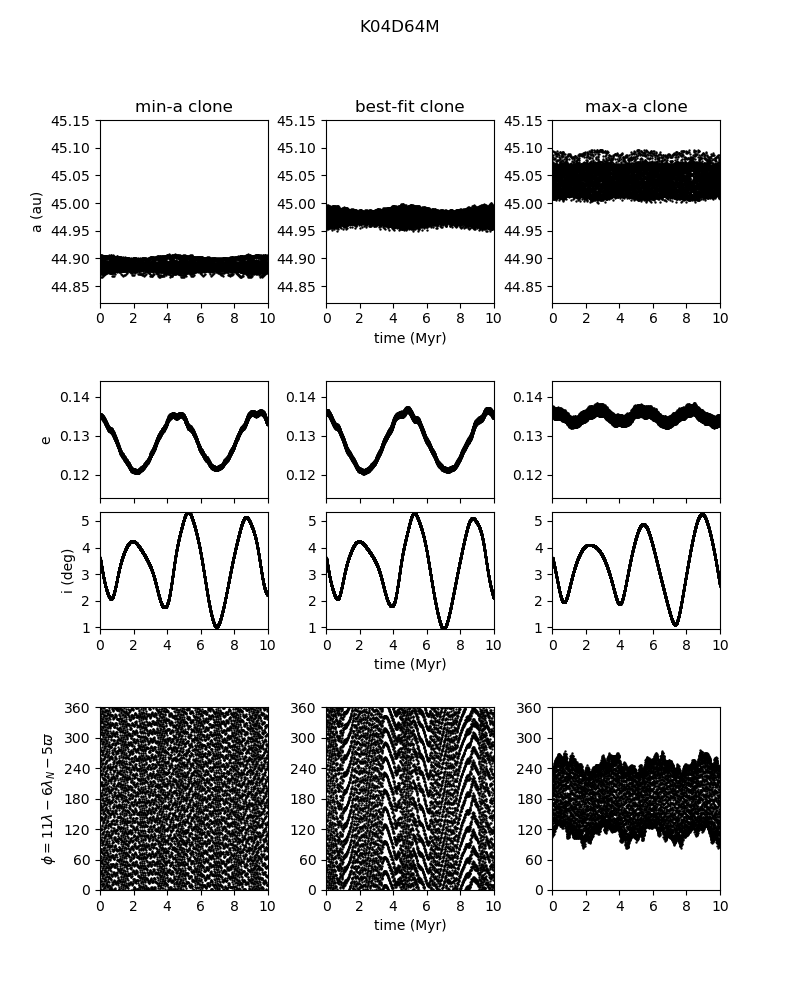 K04D64M
min-a clone best-fit clone max-a clone
45.15 45.15 45.15
45.10 45.10 45.10
45.05 45.05 45.05
a (au) 45.00 45.00 45.00
44.95 44.95 44.95
44.90 44.90 44.90
44.85 44.85 44.85
0 2 4 6 8 10 0 2 4 6 8 10 0 2 4 6 8 10
time (Myr)
0.14 0.14 0.14
e 0.13 0.13 0.13
0.12 0.12 0.12
5 5 5
4 4 4
i (deg) 3 3 3
2 2 2
1 1 1
0 2 4 6 8 10 0 2 4 6 8 10 0 2 4 6 8 10
time (Myr)
360 360 360
300 300 300
240 240 240
ϕ = 11λ − 6λ_N − 5ϖ 180 180 180
120 120 120
60 60 60
0 0 0
0 2 4 6 8 10 0 2 4 6 8 10 0 2 4 6 8 10
time (Myr)